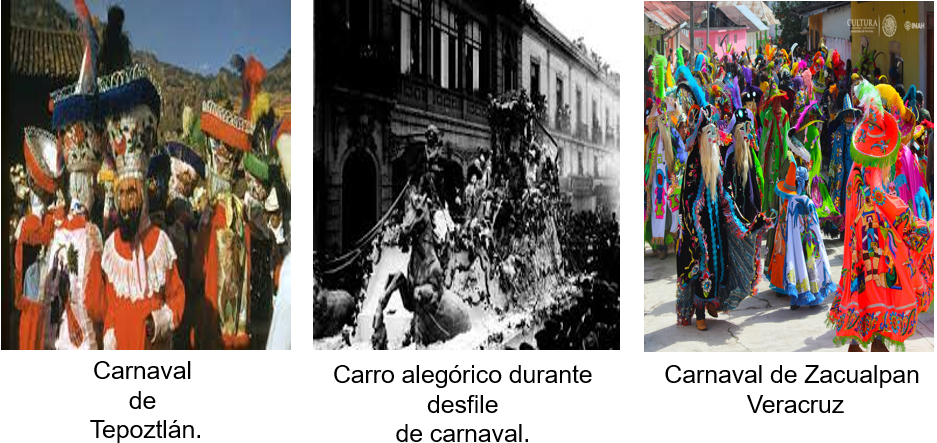 CULTURA
INAH
Carnaval
de
Tepoztlán.
Carro alegórico durante
desfile
de carnaval.
Carnaval de Zacualpan
Veracruz